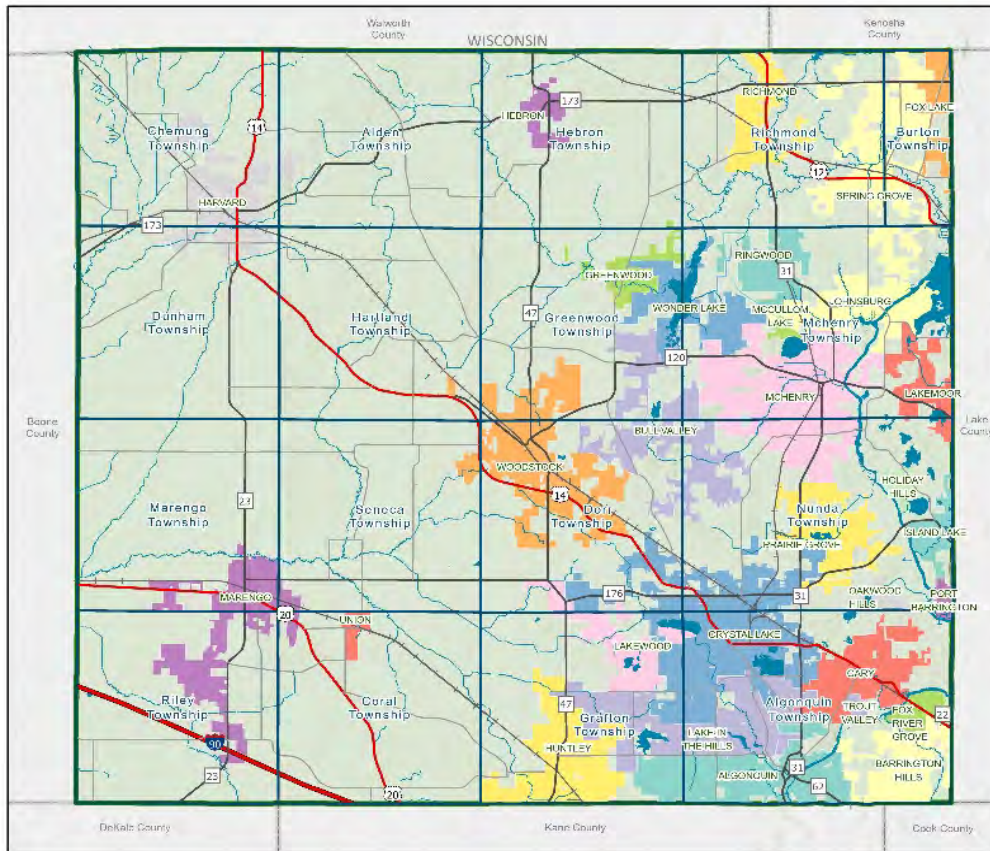 Walworth
County
WISCONSIN
Kenosha
County
RICHMOND
14
HEBRON
173
FOX LAKE
Chemung
Township
Alden
Township
Hebron
Township
Richmond
Township
Burton
Township
12
HARVARD
SPRING GROVE
173
GREENWOOD
RINGWOOD
31
WONDER LAKE
MCCULLOM
LAKE
JOHNSBURG
Dunham
Township
Hartland
Township
47
Greenwood
Township
Mchenry
Township
120
MCHENRY
LAKEMOOR
Boone
County
BULL VALLEY
Lake
County
WOODSTOCK
HOLIDAY
HILLS
23
14
Marengo
Township
Seneca
Township
Dorr
Township
Nunda
Township
ISLAND LAKE
PRAIRIE GROVE
MARENGO
176
31
OAKWOOD
HILLS
PORT
BARRINGTON
20
UNION
CRYSTAL LAKE
LAKEWOOD
CARY
Riley
Township
Coral
Township
47
Grafton
Township
Algonquin
Township
TROUT
VALLEY
FOX
RIVER
GROVE
22
90
HUNTLEY
LAKE IN
THE HILLS
BARRINGTON
HILLS
23
ALGONQUIN
31
62
20
DeKalb County
Kane County
Cook County